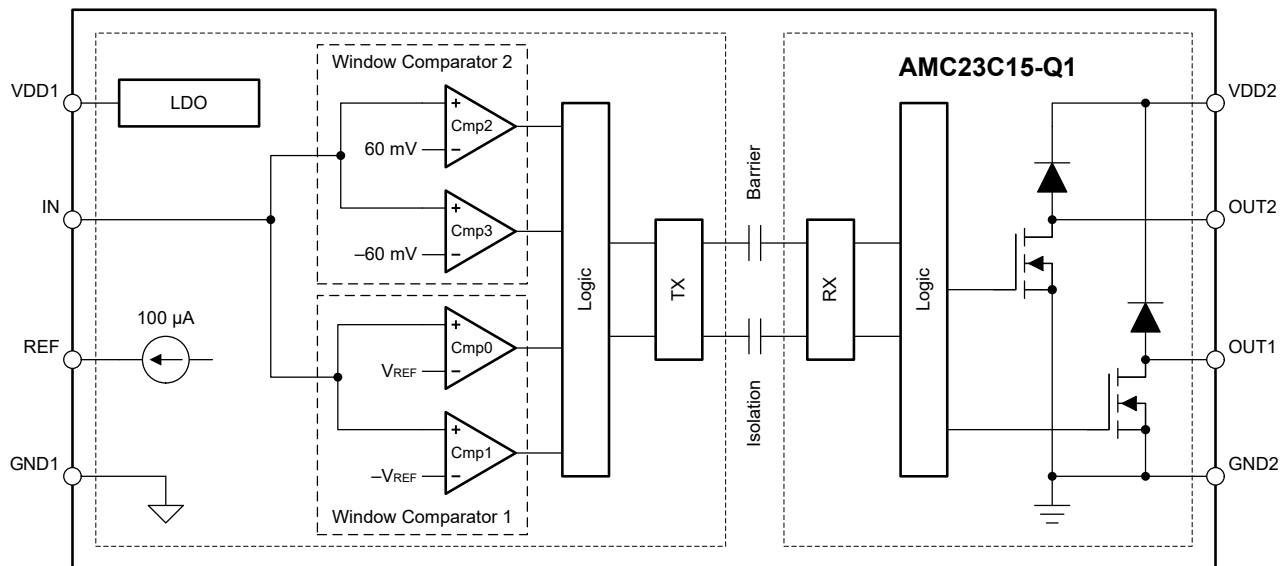 Window Comparator 2
AMC23C15-Q1
VDD1
LDO
+
Cmp2
60 mV
−
VDD2
Barrier
IN
+
Cmp3
–60 mV
−
OUT2
Logic
TX
RX
Logic
100 µA
REF
+
Cmp0
VREF
−
OUT1
Isolation
+
Cmp1
–VREF
−
GND1
GND2
Window Comparator 1